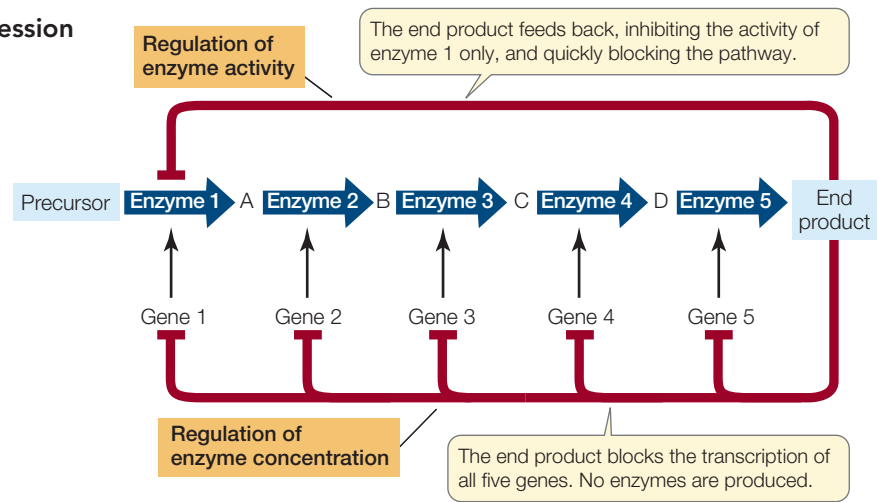 ession
Regulation of
enzyme activity
The end product feeds back, inhibiting the activity of
enzyme 1 only, and quickly blocking the pathway.
Precursor Enzyme 1 A Enzyme 2 B Enzyme 3 C Enzyme 4 D Enzyme 5 End
product
Gene 1 Gene 2 Gene 3 Gene 4 Gene 5
Regulation of
enzyme concentration
The end product blocks the transcription of
all five genes. No enzymes are produced.